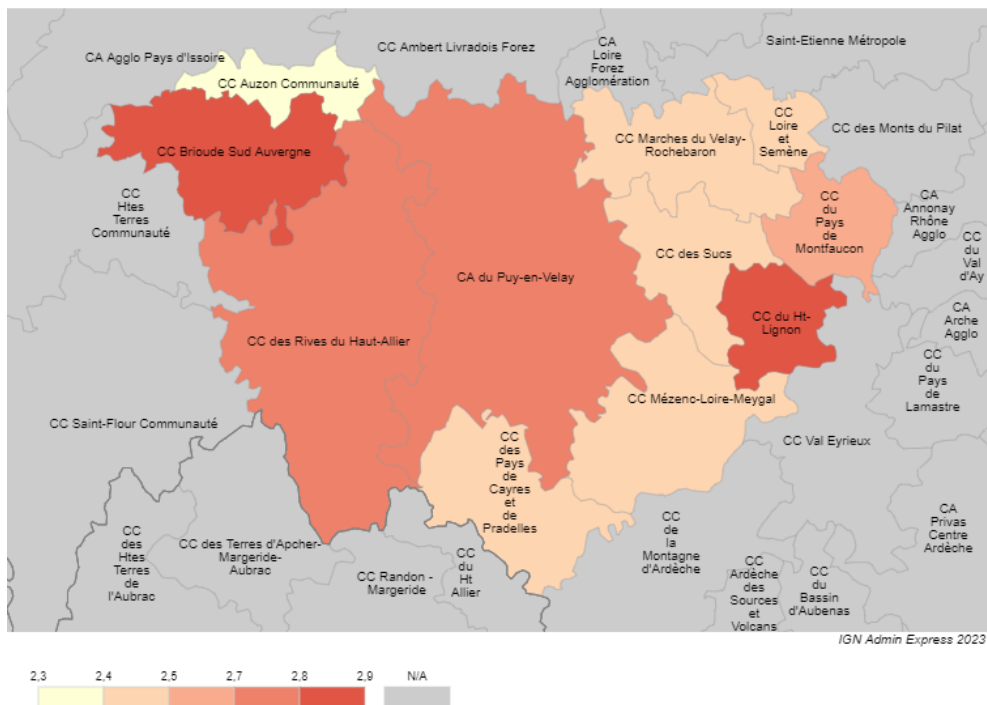 CA Agglo Pays d'Issoire
CC Ambert Livradois Forez
CA
Loire
Forez
Agglomération
Saint-Etienne Métropole
CC Auzon Communauté
CC Brioude Sud Auvergne
CC Marches du Velay-
Rochebaron
CC
Loire
et
Semène
CC des Monts du Pilat
CC
Htes
Terres
Communauté
CC
du
Pays
de
Montfaucon
CA
Annonay
Rhône
Agglo
CC
du
Val
d'Ay
CC des Sucs
CA du Puy-en-Velay
CC du Ht-
Lignon
CA
Arche
Agglo
CC des Rives du Haut-Allier
CC
du
Pays
de
Lamastre
CC Mézenc-Loire-Meygal
CC Saint-Flour Communauté
CC
des
Pays
de
Cayres
et
de
Pradelles
CC Val Eyrieux
CA
Privas
Centre
Ardèche
CC
des
Htes
Terres
de
l'Aubrac
CC des Terres d'Apcher-
Margeride-
Aubrac
CC Randon -
Margeride
CC
du
Ht
Allier
CC
de
la
Montagne
d'Ardèche
CC
Ardèche
des
Sources
et
Volcans
CC
du
Bassin
d'Aubenas
IGN Admin Express 2023
2,3 2,4 2,5 2,7 2,8 2,9 N/A